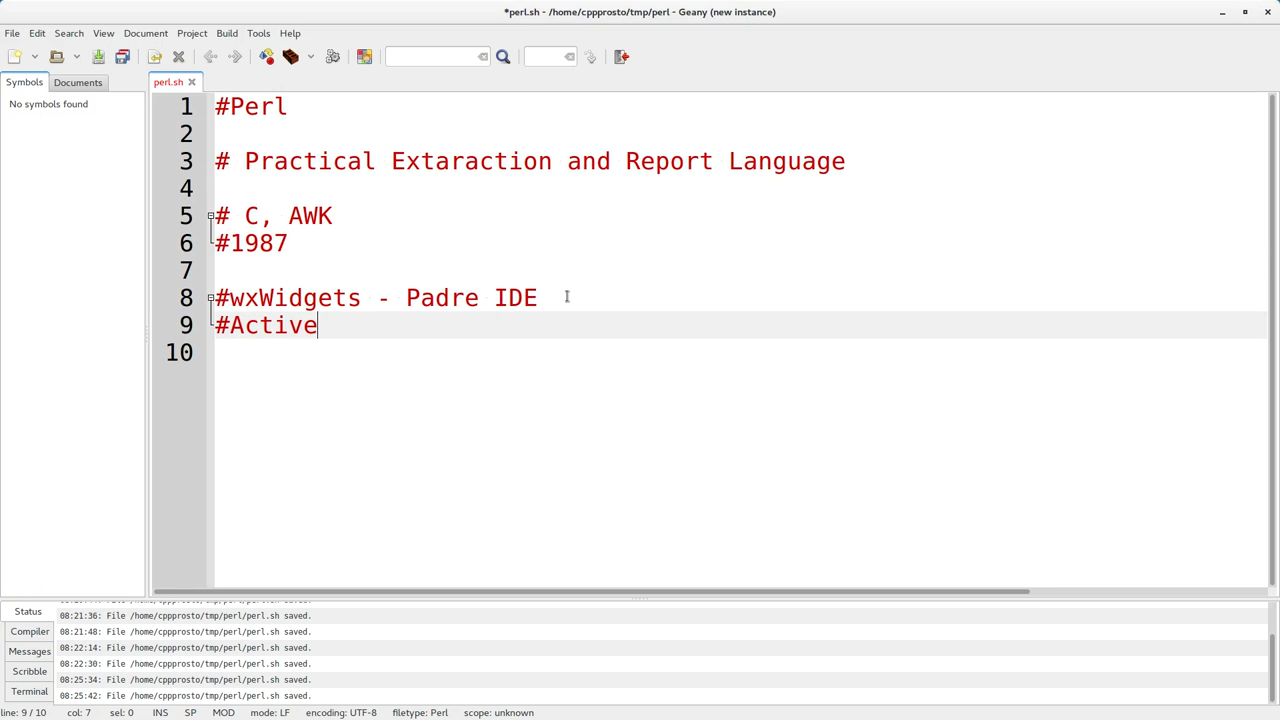 *perl.sh - /home/cppprosto/tmp/perl - Geany (new instance)
File Edit Search View Document Project Build Tools Help
Symbols Documents
perl.sh
No symbols found
1 #Perl
2
3 # Practical Extaraction and Report Language
4
5 # C, AWK
6 #1987
7
8 #wxWidgets - Padre IDE
9 #Active
10
Status
Compiler
Messages
Scribble
Terminal
08:21:36: File /home/cppprosto/tmp/perl/perl.sh saved.
08:21:48: File /home/cppprosto/tmp/perl/perl.sh saved.
08:22:14: File /home/cppprosto/tmp/perl/perl.sh saved.
08:22:30: File /home/cppprosto/tmp/perl/perl.sh saved.
08:25:34: File /home/cppprosto/tmp/perl/perl.sh saved.
08:25:42: File /home/cppprosto/tmp/perl/perl.sh saved.
line: 9 / 10 col: 7 sel: 0 INS SP MOD mode: LF encoding: UTF-8 filetype: Perl scope: unknown